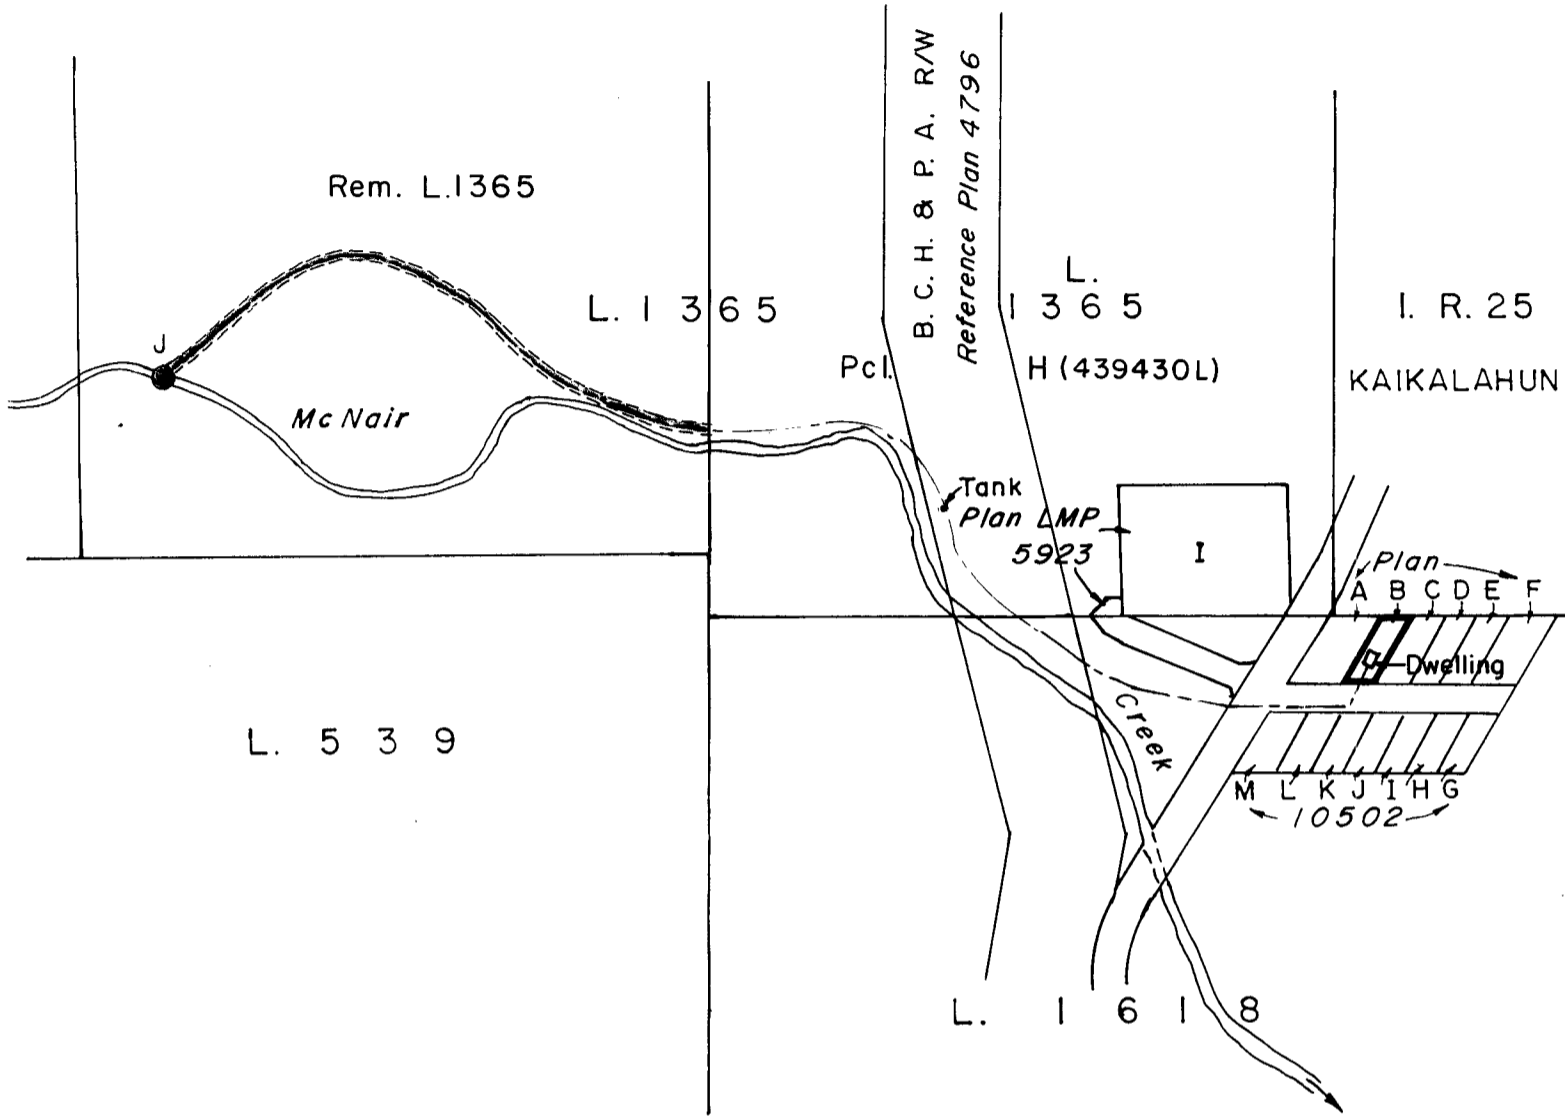 B. C. H. & P. A. R/W
Reference Plan 4796
Rem. L.1365
J
L. 1 3 6 5
L.
1 3 6 5
I. R. 25
Pcl.
H (439430L)
KAIKALAHUN
Mc Nair
Tank
Plan LMP
5923
I
Plan
A B C D E F
Dwelling
Creek
L. 5 3 9
M L K J I H G
10502
L. 1 6 1 8